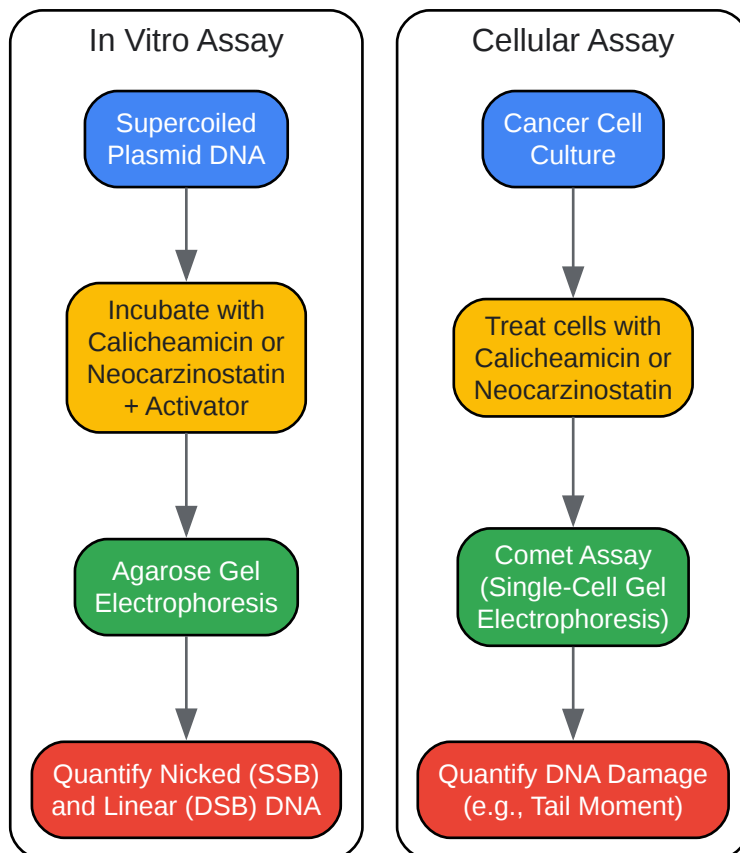 In Vitro Assay
Supercoiled
Plasmid DNA
Incubate with
Calicheamicin or
Neocarzinostatin
+ Activator
Agarose Gel
Electrophoresis
Quantify Nicked (SSB)
and Linear (DSB) DNA
Cellular Assay
Cancer Cell
Culture
Treat cells with
Calicheamicin or
Neocarzinostatin
Comet Assay
(Single-Cell Gel
Electrophoresis)
Quantify DNA Damage
(e.g., Tail Moment)